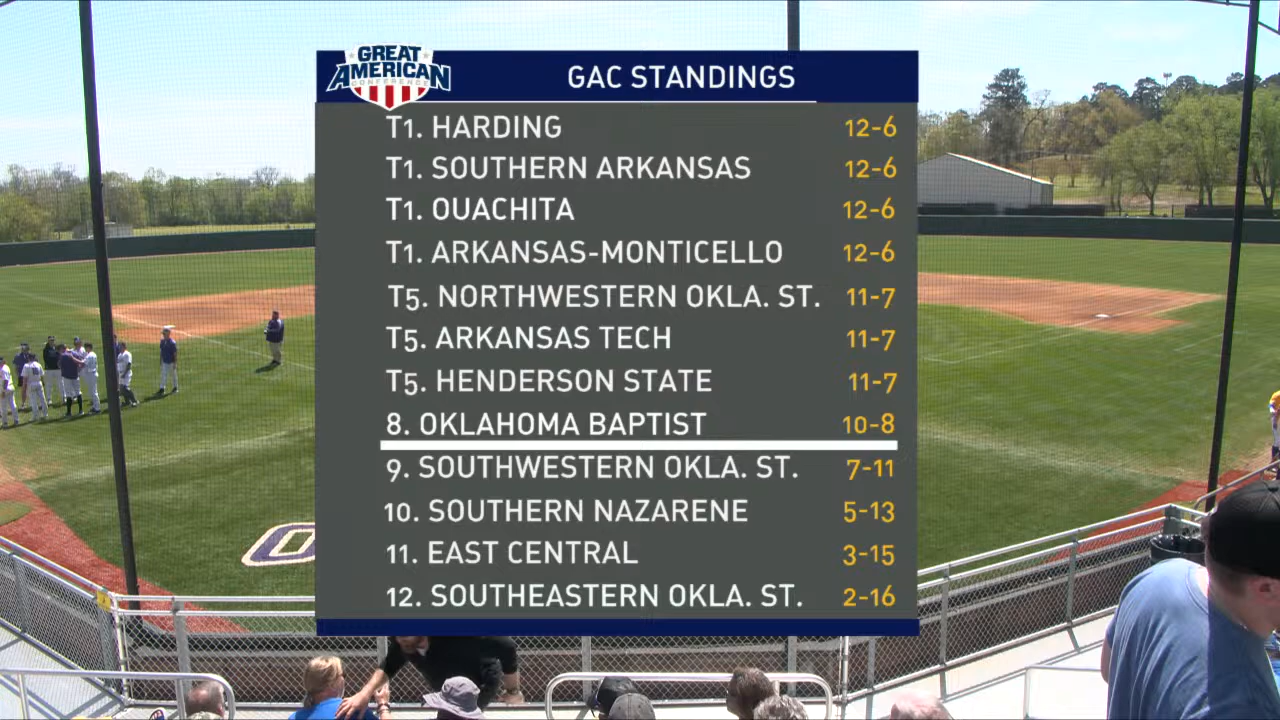 GREAT
AMERICAN
CONFERENCE
GAC STANDINGS
T1. HARDING 12-6
T1. SOUTHERN ARKANSAS 12-6
T1. OUACHITA 12-6
T1. ARKANSAS-MONTICELLO 12-6
T5. NORTHWESTERN OKLA. ST. 11-7
T5. ARKANSAS TECH 11-7
T5. HENDERSON STATE 11-7
8. OKLAHOMA BAPTIST 10-8
9. SOUTHWESTERN OKLA. ST. 7-11
10. SOUTHERN NAZARENE 5-13
11. EAST CENTRAL 3-15
12. SOUTHEASTERN OKLA. ST. 2-16